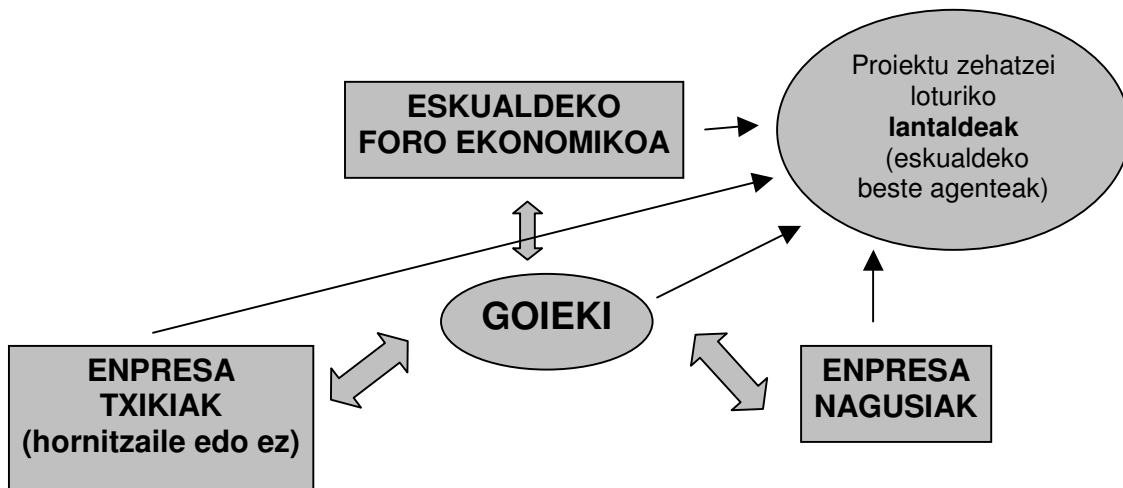 Proiektu zehatzei
loturiko
lantaldeak
(eskualdeko
beste agenteak)
ESKUALDEKO
FORO EKONOMIKOA
GOIEKI
ENPRESA
TXIKIAK
(hornitzaile edo ez)
ENPRESA
NAGUSIAK